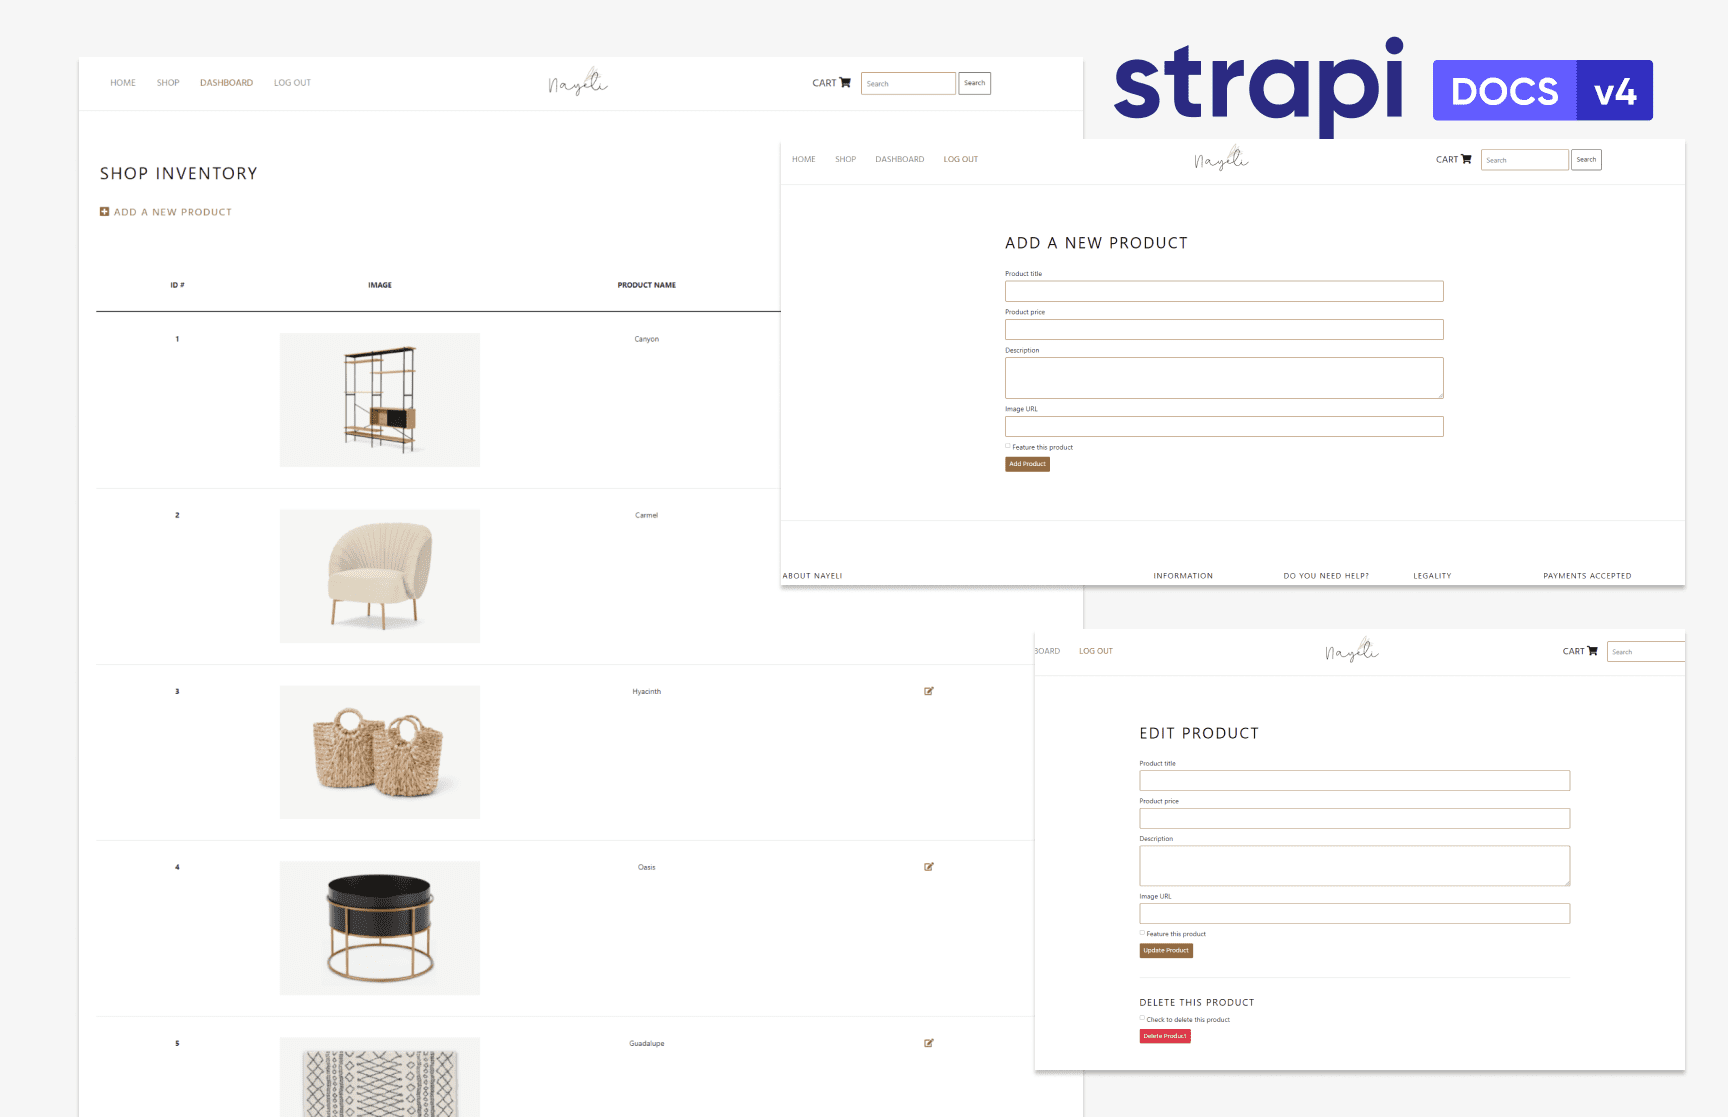 strapi DOCS v4
HOME SHOP DASHBOARD LOG OUT Nayeli CART Search Search
SHOP INVENTORY
ADD A NEW PRODUCT
ID # IMAGE PRODUCT NAME
1 Canyon
2 Carmel
3 Hyacinth
4 Oasis
5 Guadalupe
HOME SHOP DASHBOARD LOG OUT Nayeli CART Search Search
ADD A NEW PRODUCT
Product title
Product price
Description
Image URL
Feature this product
Add Product
ABOUT NAYELI INFORMATION DO YOU NEED HELP? LEGALITY PAYMENTS ACCEPTED
BOARD LOG OUT Nayeli CART Search
EDIT PRODUCT
Product title
Product price
Description
Image URL
Feature this product
Update Product
DELETE THIS PRODUCT
Check to delete this product
Delete Product